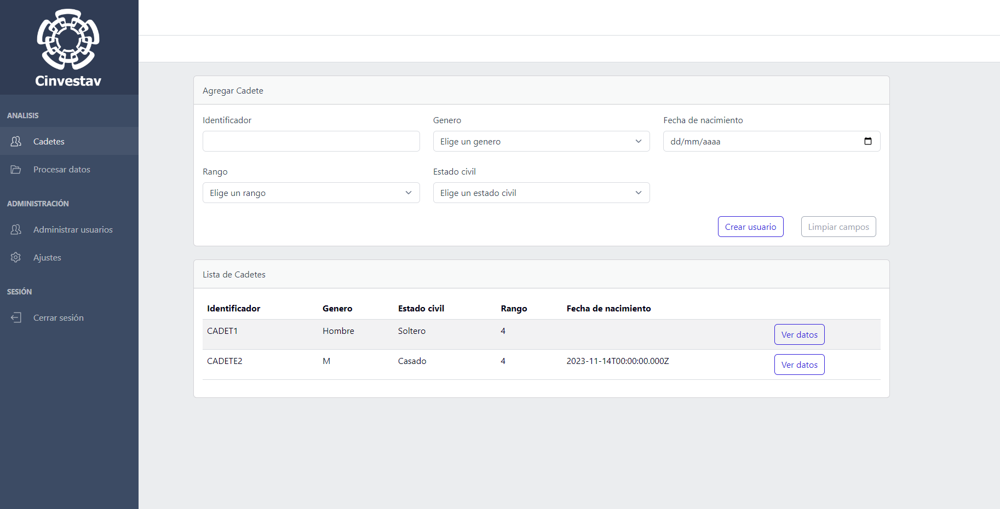 Cinvestav
ANALISIS
Cadetes
Procesar datos
ADMINISTRACIÓN
Administrar usuarios
Ajustes
SESIÓN
Cerrar sesión
Agregar Cadete
Identificador Genero Fecha de nacimiento
Elige un genero dd/mm/aaaa
Rango Estado civil
Elige un rango Elige un estado civil
Crear usuario Limpiar campos
Lista de Cadetes
Identificador Genero Estado civil Rango Fecha de nacimiento
CADET1 Hombre Soltero 4 Ver datos
CADETE2 M Casado 4 2023-11-14T00:00:00.000Z Ver datos